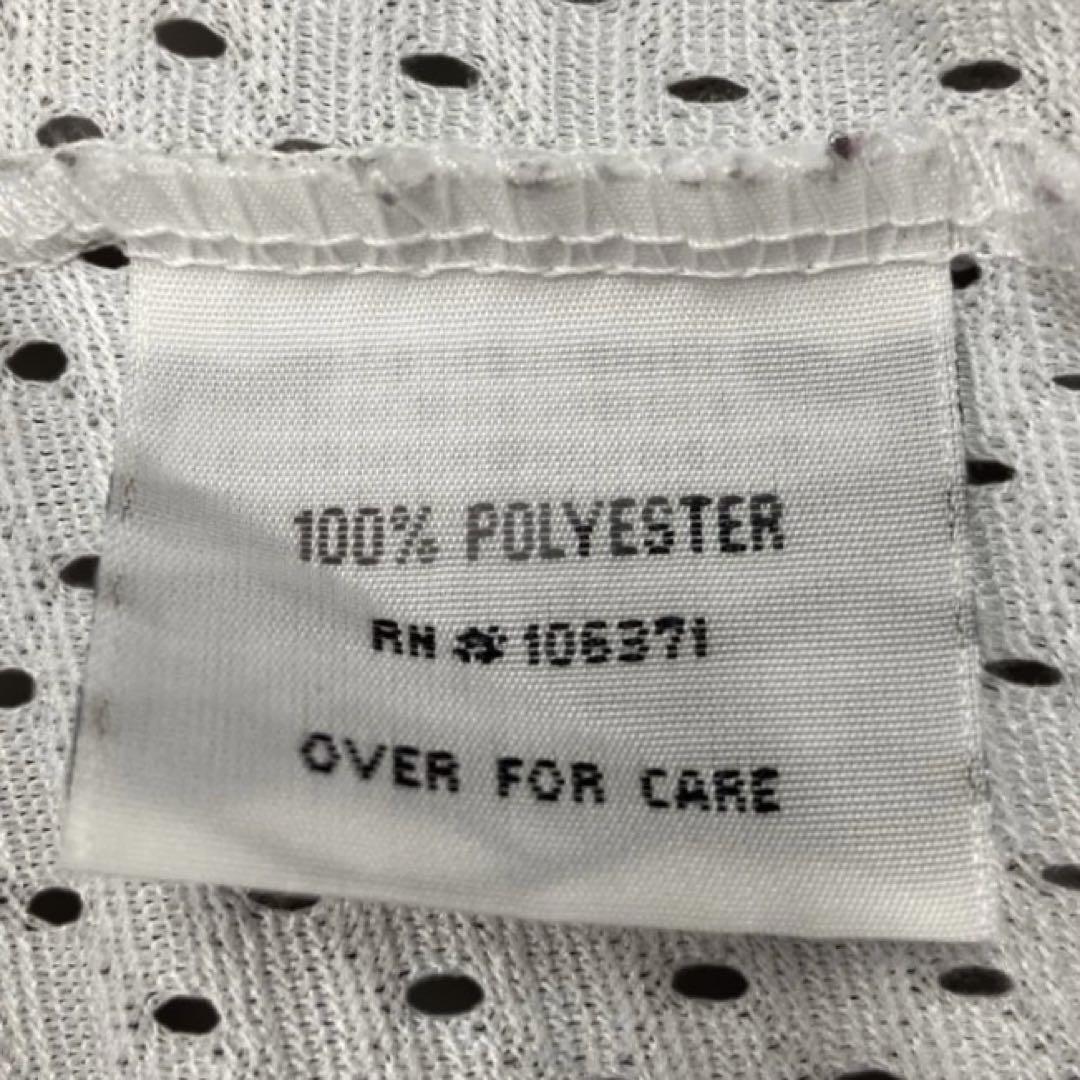 100% POLYESTER
RN # 106371
OVER FOR CARE